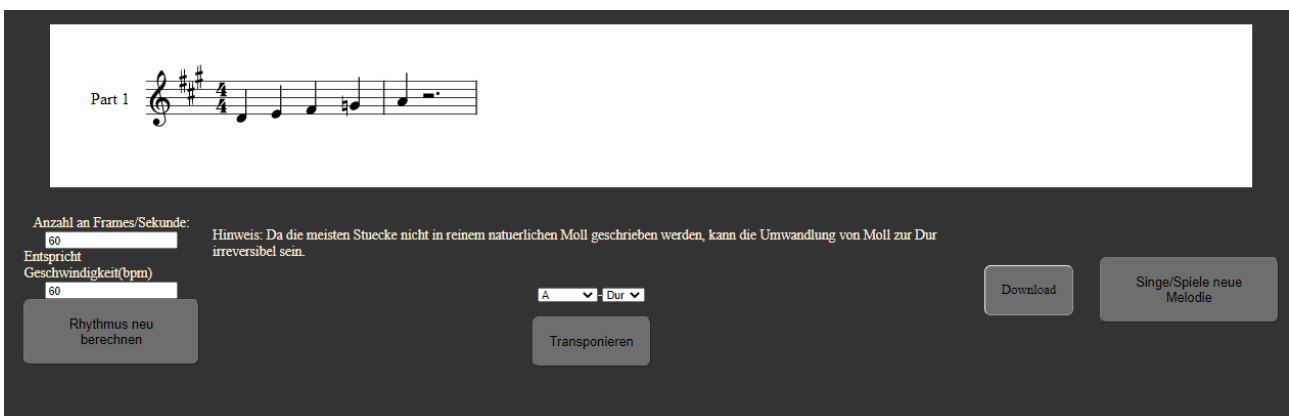 Part 1
4
4
Anzahl an Frames/Sekunde:
60
Entspricht
Geschwindigkeit(bpm)
60
Rhythmus neu
berechnen
Hinweis: Da die meisten Stuecke nicht in reinem natuerlichen Moll geschrieben werden, kann die Umwandlung von Moll zur Dur
irreversibel sein.
A - Dur
Transponieren
Download
Singe/Spiele neue
Melodie